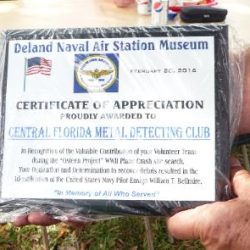 Deland Naval Air Station Museum
FEBRUARY 20, 2014
CERTIFICATE OF APPRECIATION
PROUDLY AWARDED TO
CENTRAL FLORIDA METAL DETECTING CLUB
In Recognition of the Valuable Contribution of your Volunteer Team
during the "Osteen Project" WWII Plane Crash site search.
Your Dedication and Determination to recover debris resulted in the
Identification of the United States Navy Pilot Ensign William T. 
"In Memory of All Who Served"